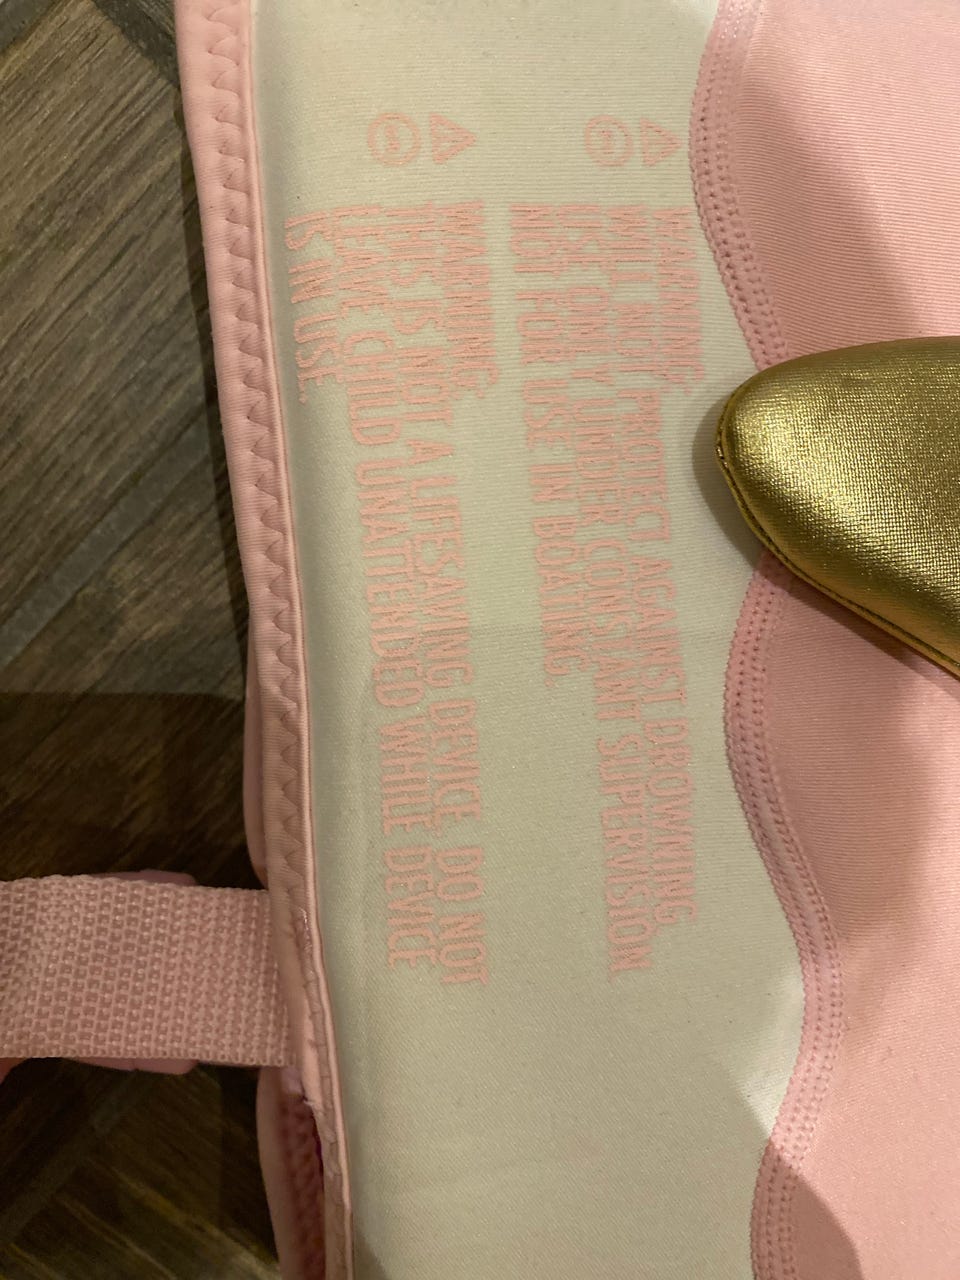 WARNING:
WILL NOT PROTECT AGAINST DROWNING.
USE ONLY UNDER CONSTANT SUPERVISION
NOT FOR USE IN BOATING.
WARNING:
THIS IS NOT A LIFESAVING DEVICE. DO NOT
LEAVE CHILD UNATTENDED WHILE DEVICE
IS IN USE.